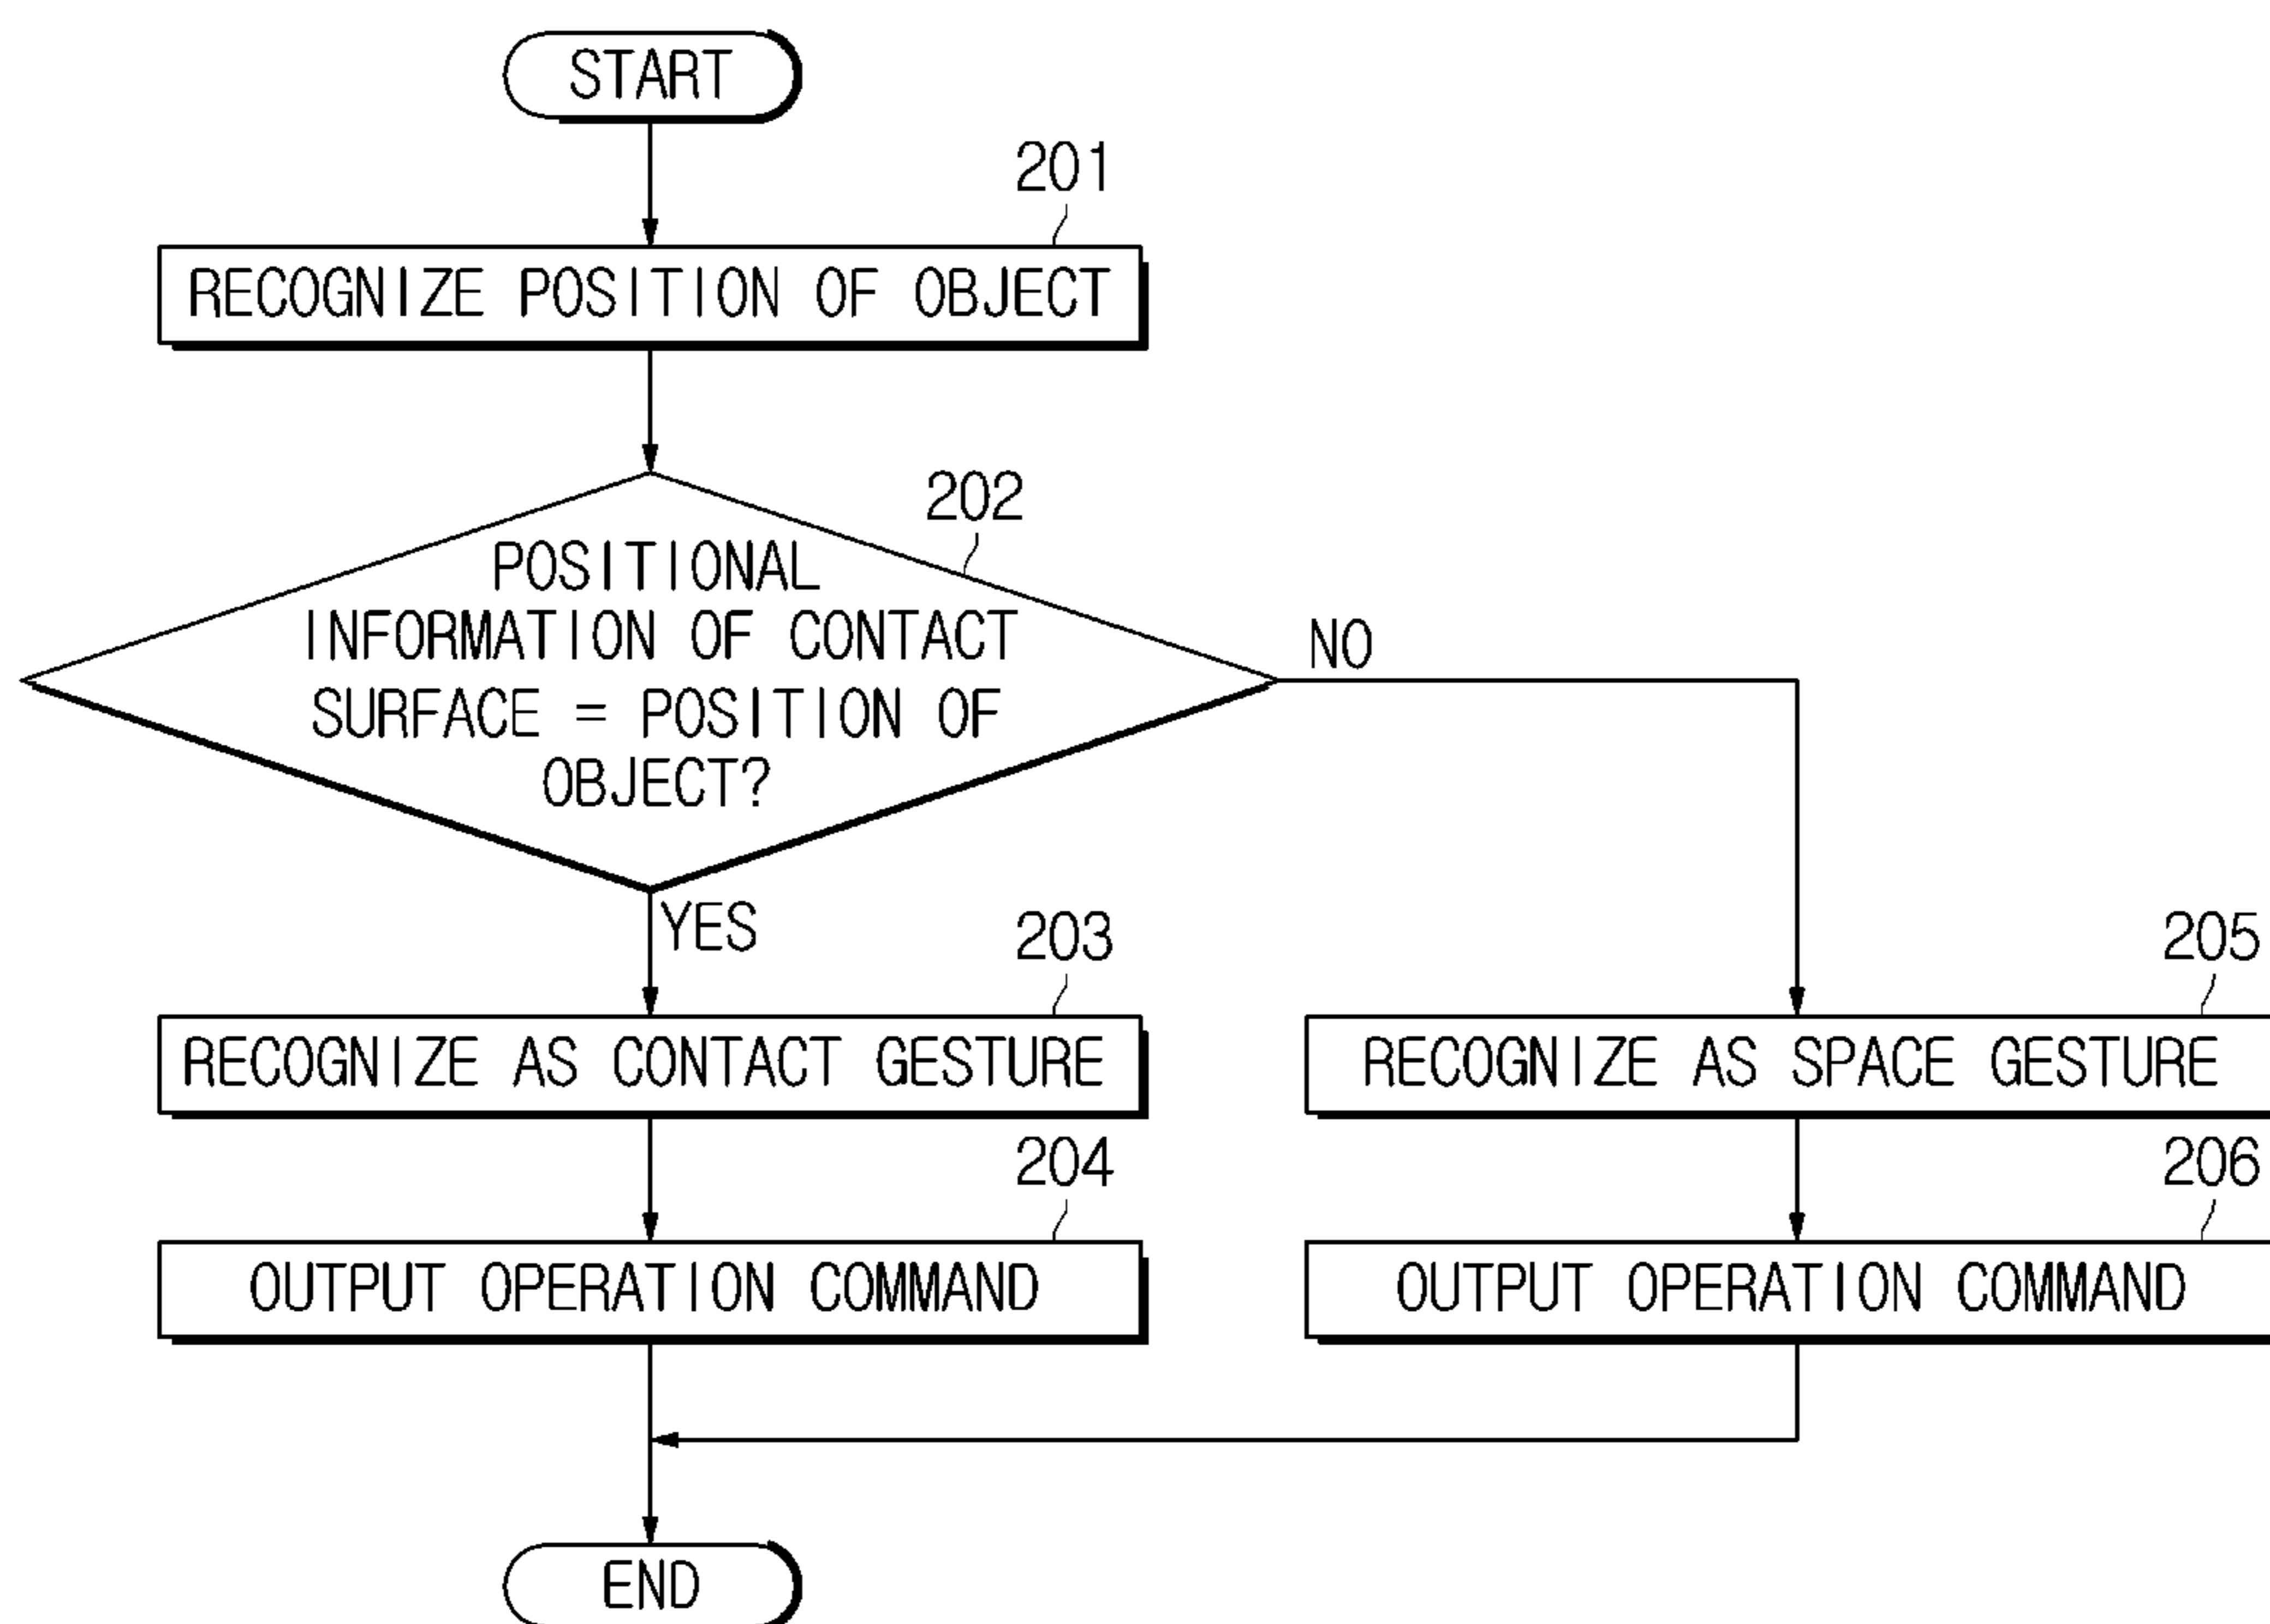 START
201
RECOGNIZE POSITION OF OBJECT
202
POSITIONAL
INFORMATION OF CONTACT
SURFACE = POSITION OF
OBJECT?
NO
YES
203
RECOGNIZE AS CONTACT GESTURE
205
RECOGNIZE AS SPACE GESTURE
204
OUTPUT OPERATION COMMAND
206
OUTPUT OPERATION COMMAND
END